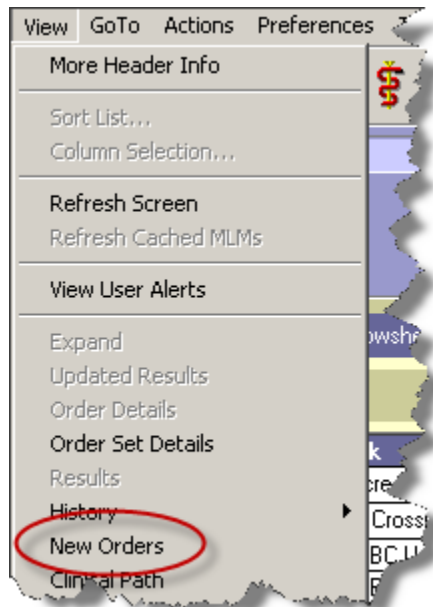 View GoTo Actions Preferences
More Header Info
Sort List...
Column Selection...
Refresh Screen
Refresh Cached MLMs
View User Alerts
Expand
Updated Results
Order Details
Order Set Details
Results
History
New Orders
Clinical Path